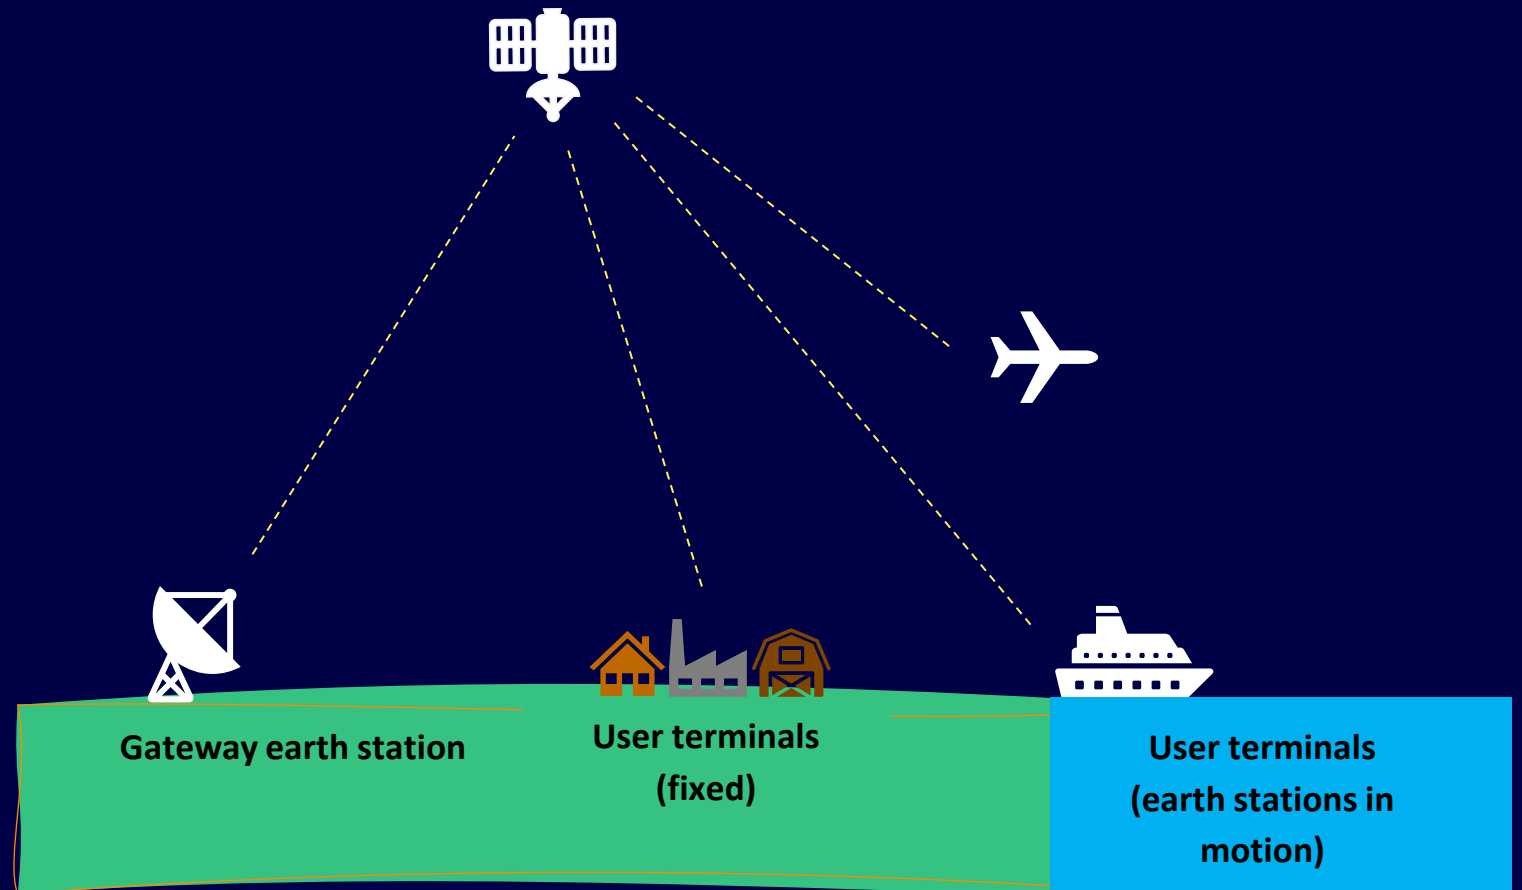 Gateway earth station
User terminals
(fixed)
User terminals
(earth stations in
motion)